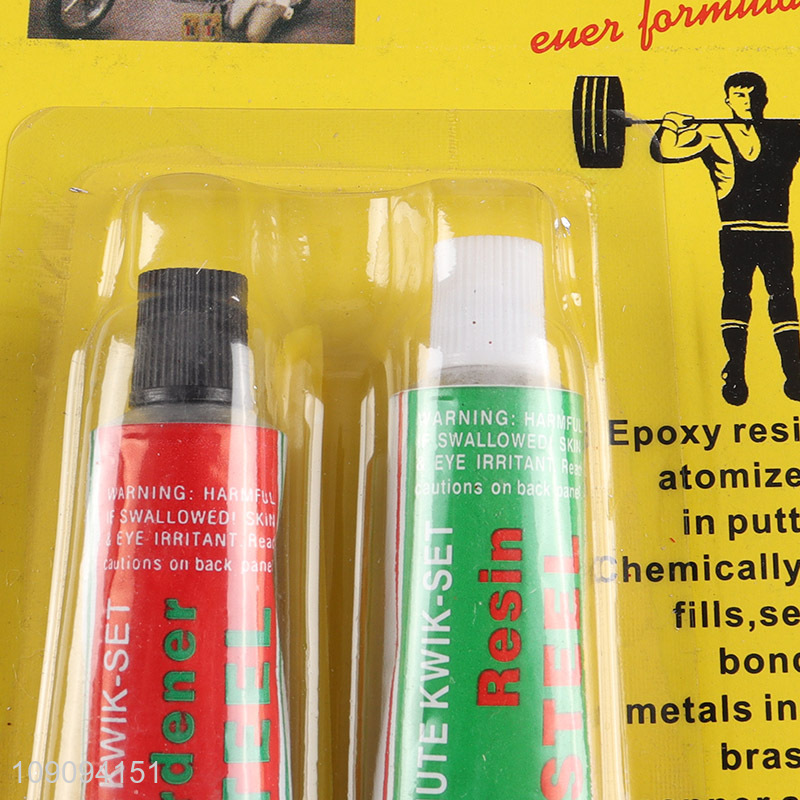 ever formula
WARNING: HARMFUL
IF SWALLOWED! SKIN
& EYE IRRITANT. Read
cautions on back panel
KWIK-SET
rdener
TEEL
WARNING: HARMFUL
IF SWALLOWED! SKIN
& EYE IRRITANT. Read
cautions on back panel
UTE KWIK-SET
Resin
STEEL
Epoxy resi
atomize
in putt
Chemically
fills,se
bond
metals in
bras
109094151